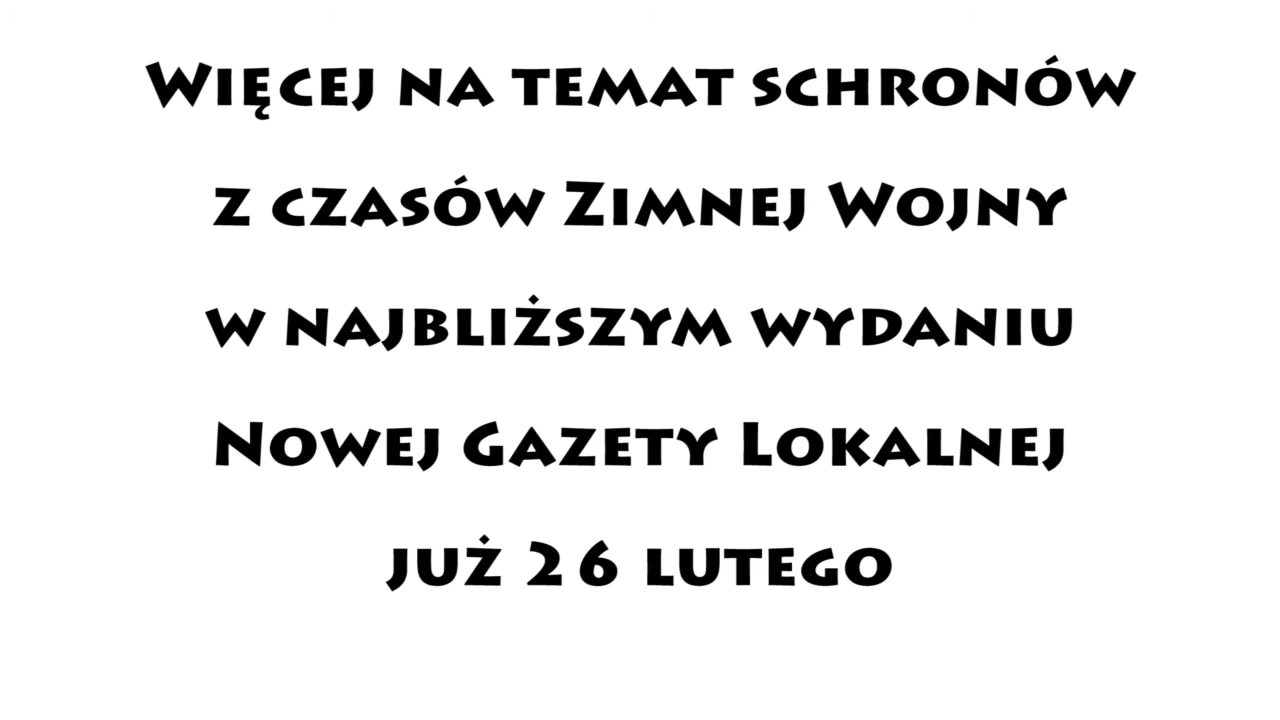 Więcej na temat schronów
z czasów Zimnej Wojny
w najbliższym wydaniu
Nowej Gazety Lokalnej
już 26 lutego